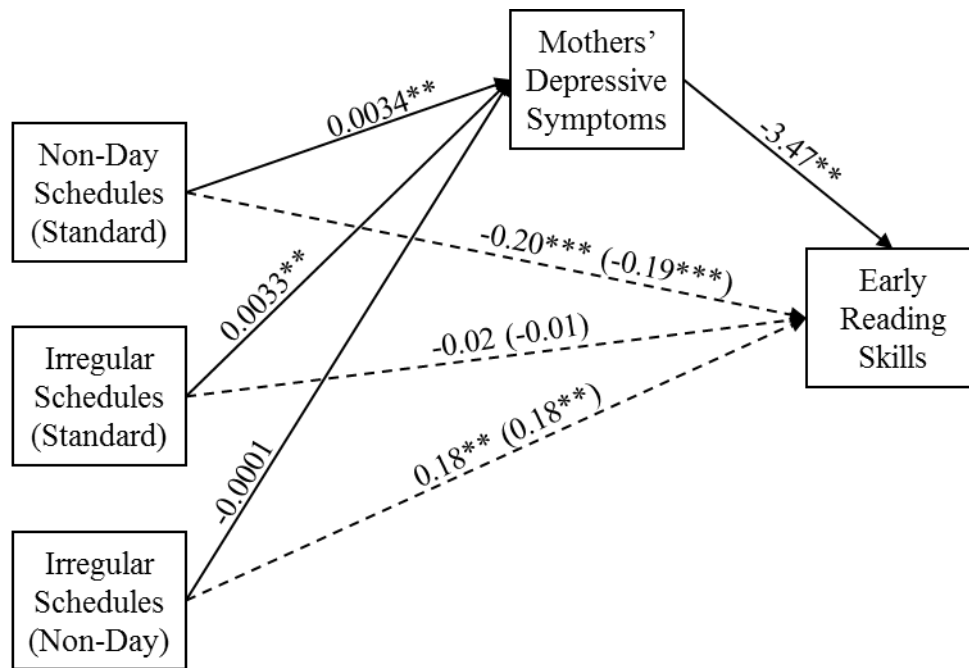 Mothers’
Depressive
Symptoms
0.0034**
-3.47**
Non-Day
Schedules
(Standard)
-0.20*** (-0.19***)
0.0033**
Early
Reading
Skills
Irregular
Schedules
(Standard)
-0.02 (-0.01)
-0.0001
0.18** (0.18**)
Irregular
Schedules
(Non-Day)